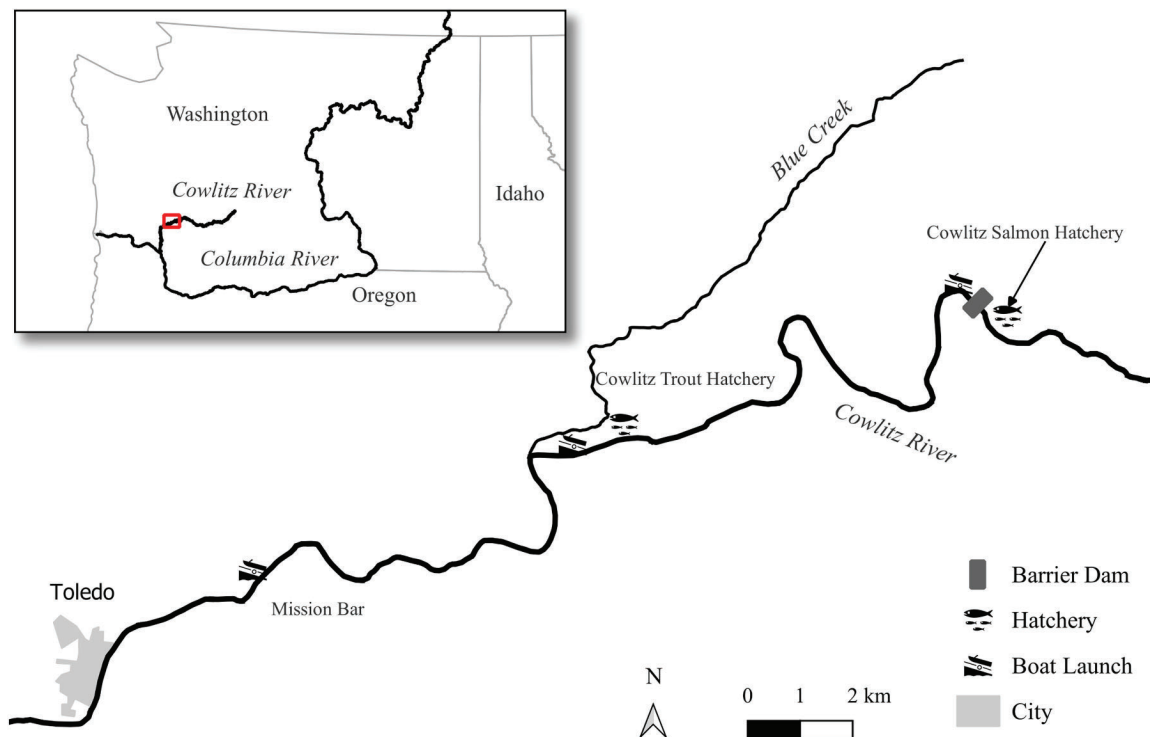 Washington
Cowlitz River
Idaho
Columbia River
Oregon
Blue Creek
Cowlitz Salmon Hatchery
Cowlitz Trout Hatchery
Cowlitz River
Toledo
Mission Bar
Barrier Dam
Hatchery
Boat Launch
City
N
0 1 2 km